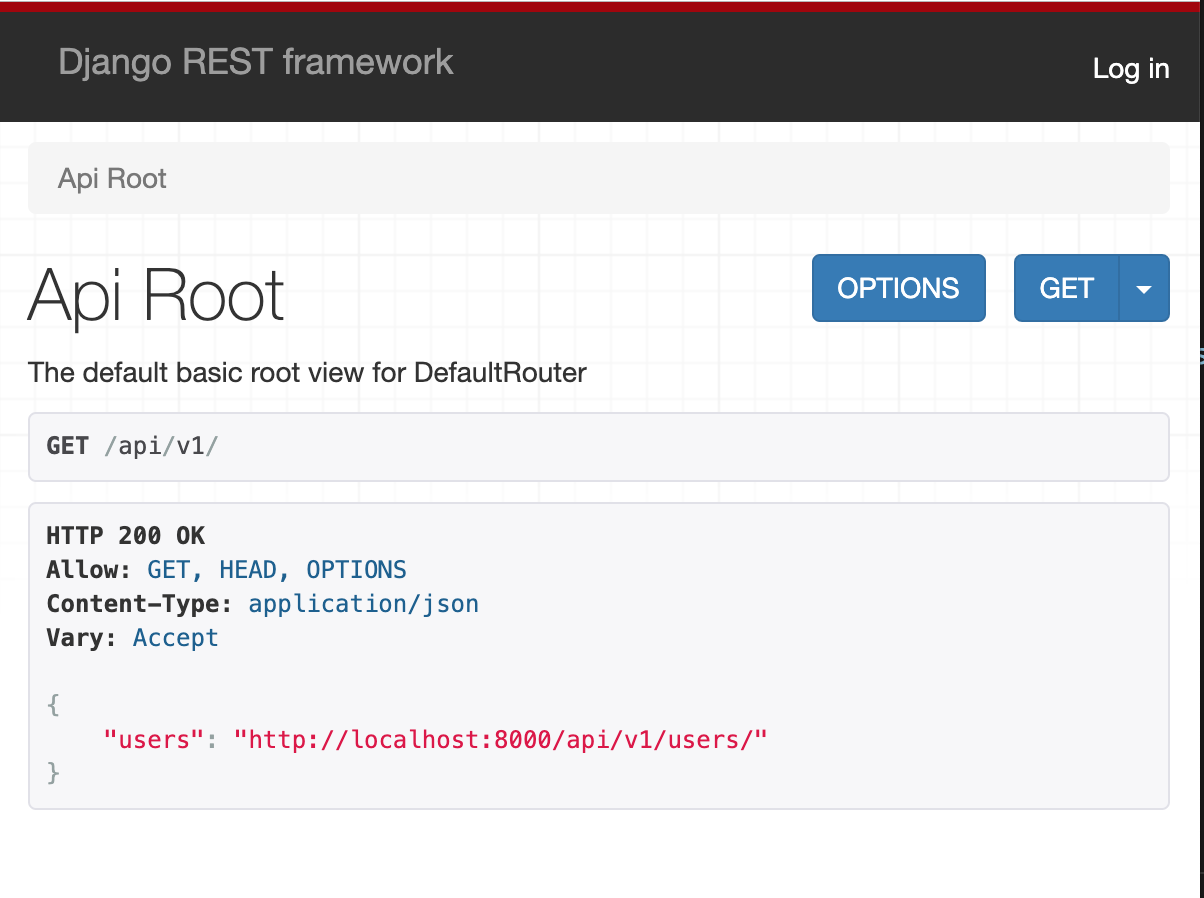 Django REST framework
Log in
Api Root
Api Root
OPTIONS
GET
The default basic root view for DefaultRouter
GET /api/v1/
HTTP 200 OK
Allow: GET, HEAD, OPTIONS
Content-Type: application/json
Vary: Accept
{
    "users": "http://localhost:8000/api/v1/users/"
}